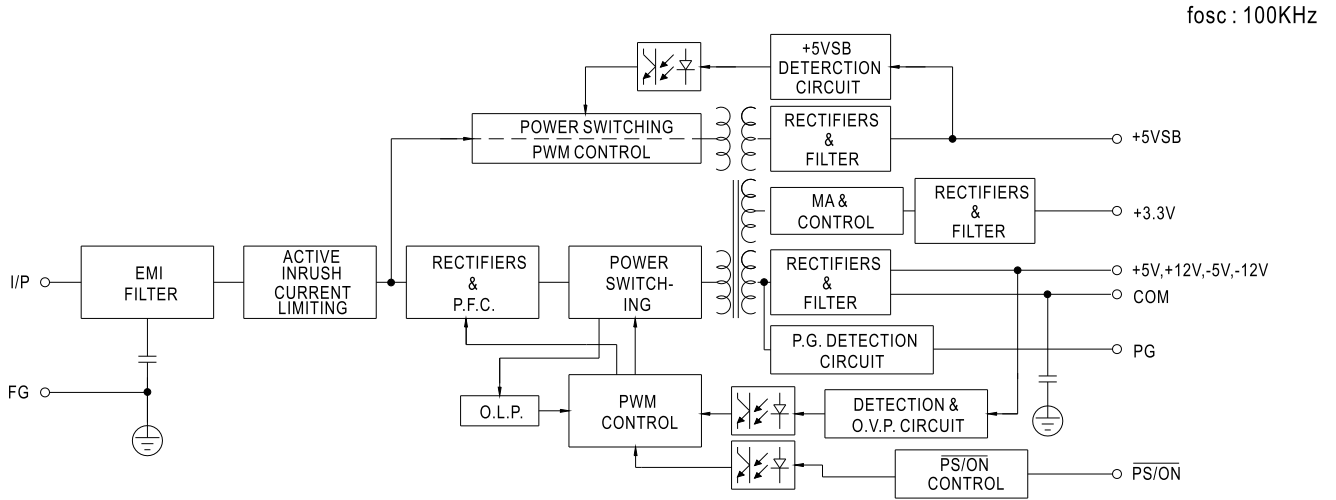 fosc : 100KHz
+5VSB
DETERCTION
CIRCUIT
POWER SWITCHING
PWM CONTROL
RECTIFIERS
&
FILTER
+5VSB
MA &
CONTROL
RECTIFIERS
&
FILTER
+3.3V
I/P
EMI
FILTER
ACTIVE
INRUSH
CURRENT
LIMITING
RECTIFIERS
&
P.F.C.
POWER
SWITCH-
ING
RECTIFIERS
&
FILTER
+5V,+12V,-5V,-12V
COM
P.G. DETECTION
CIRCUIT
PG
FG
O.L.P.
PWM
CONTROL
DETECTION &
O.V.P. CIRCUIT
PS/ON
CONTROL
PS/ON